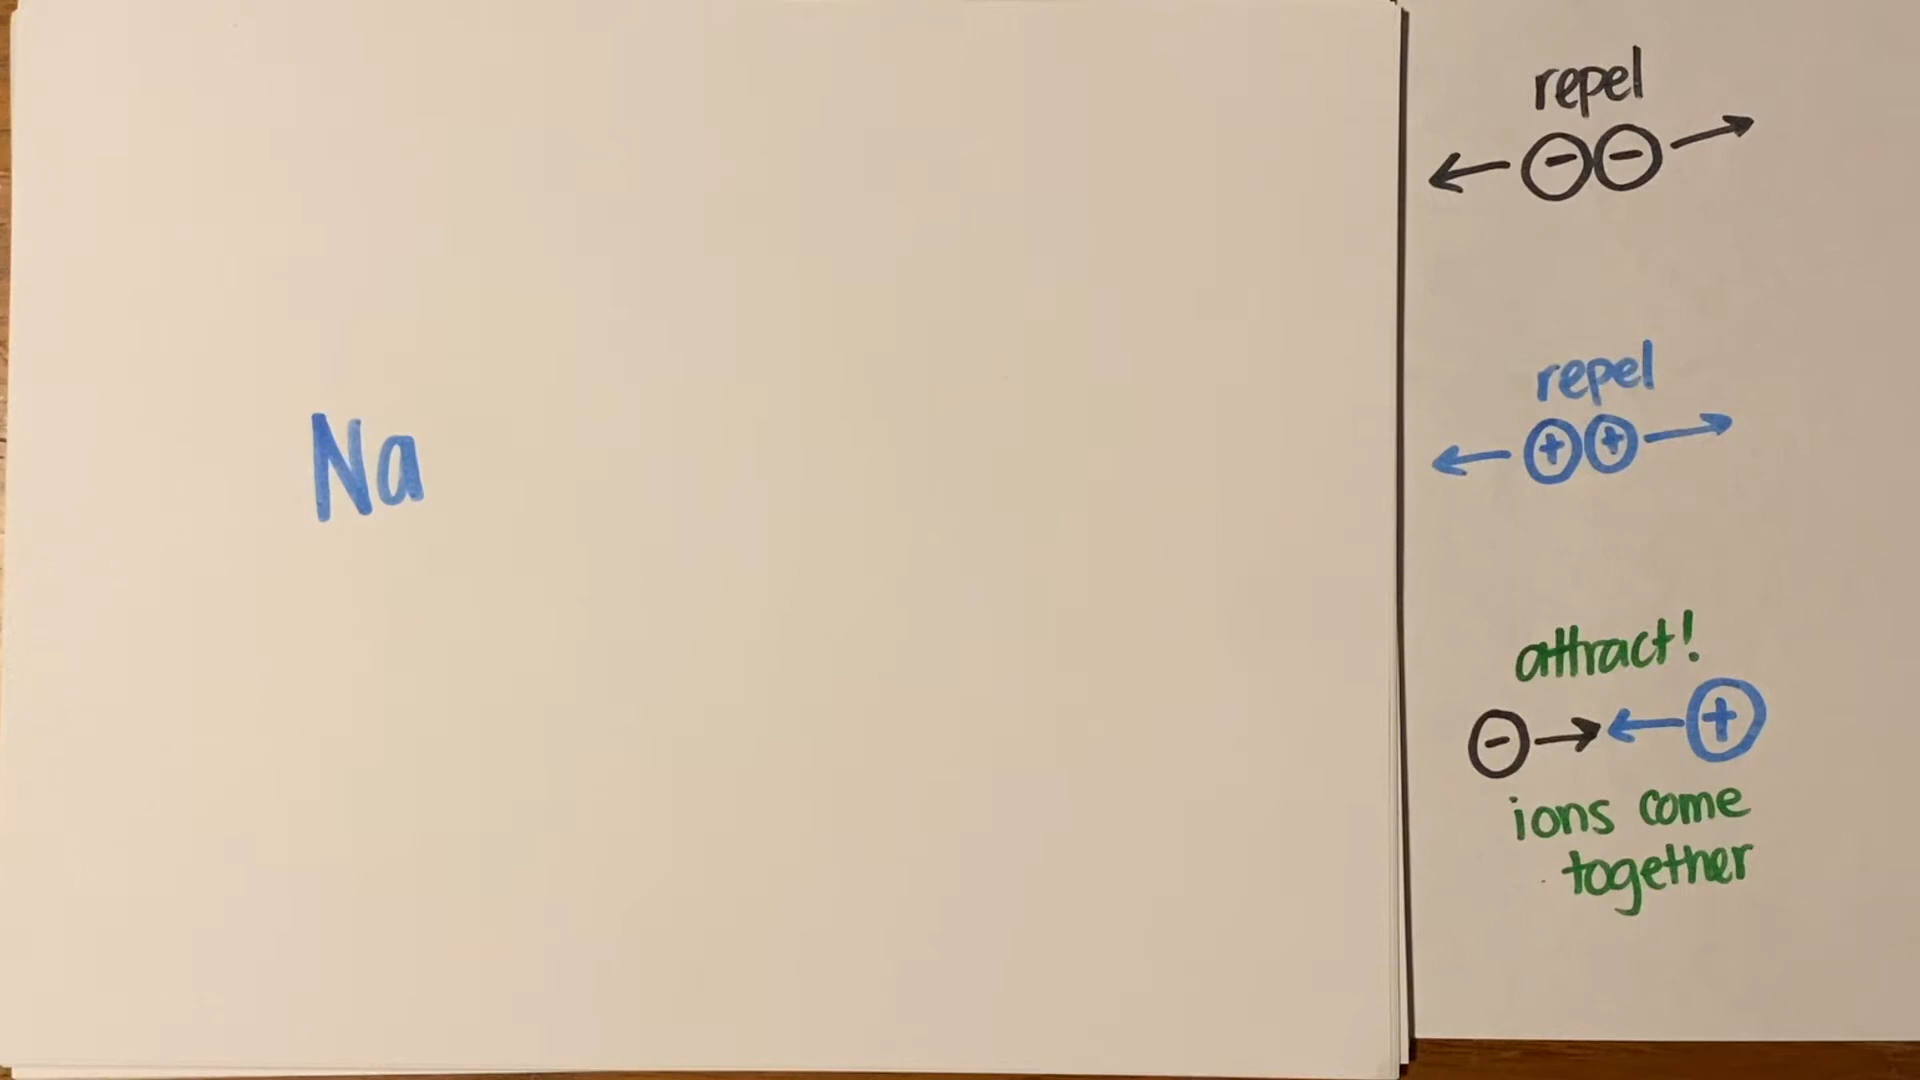 Na
repel
- -
repel
+ +
attract!
- +
ions come
together